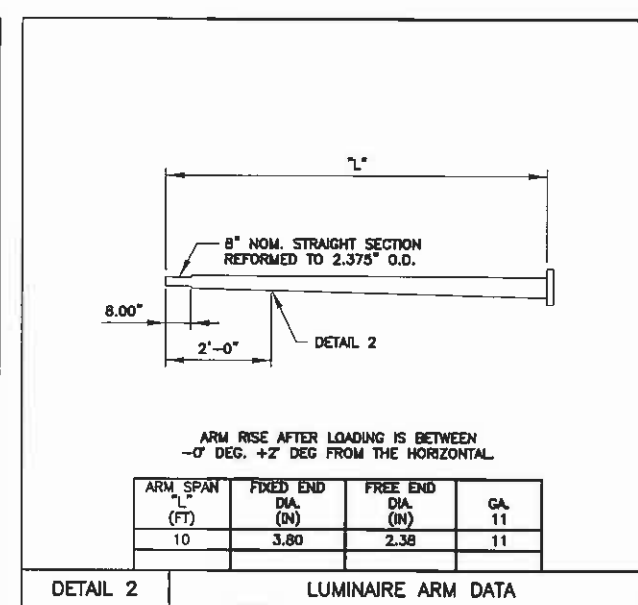 "L"
8" NOM. STRAIGHT SECTION
REFORMED TO 2.375" O.D.
8.00"
2'-0"
DETAIL 2
ARM RISE AFTER LOADING IS BETWEEN
-0° DEG. +2° DEG FROM THE HORIZONTAL.
ARM SPAN "L" (FT)
FIXED END DIA. (IN)
FREE END DIA. (IN)
GA. 11
10 3.80 2.38 11
DETAIL 2 LUMINAIRE ARM DATA